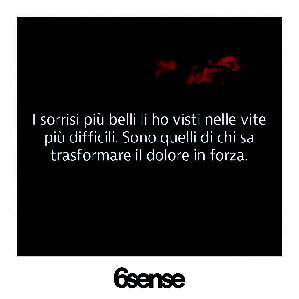 I sorrisi più belli li ho visti nelle vite
più difficili. Sono quelli di chi sa
trasformare il dolore in forza.
6sense